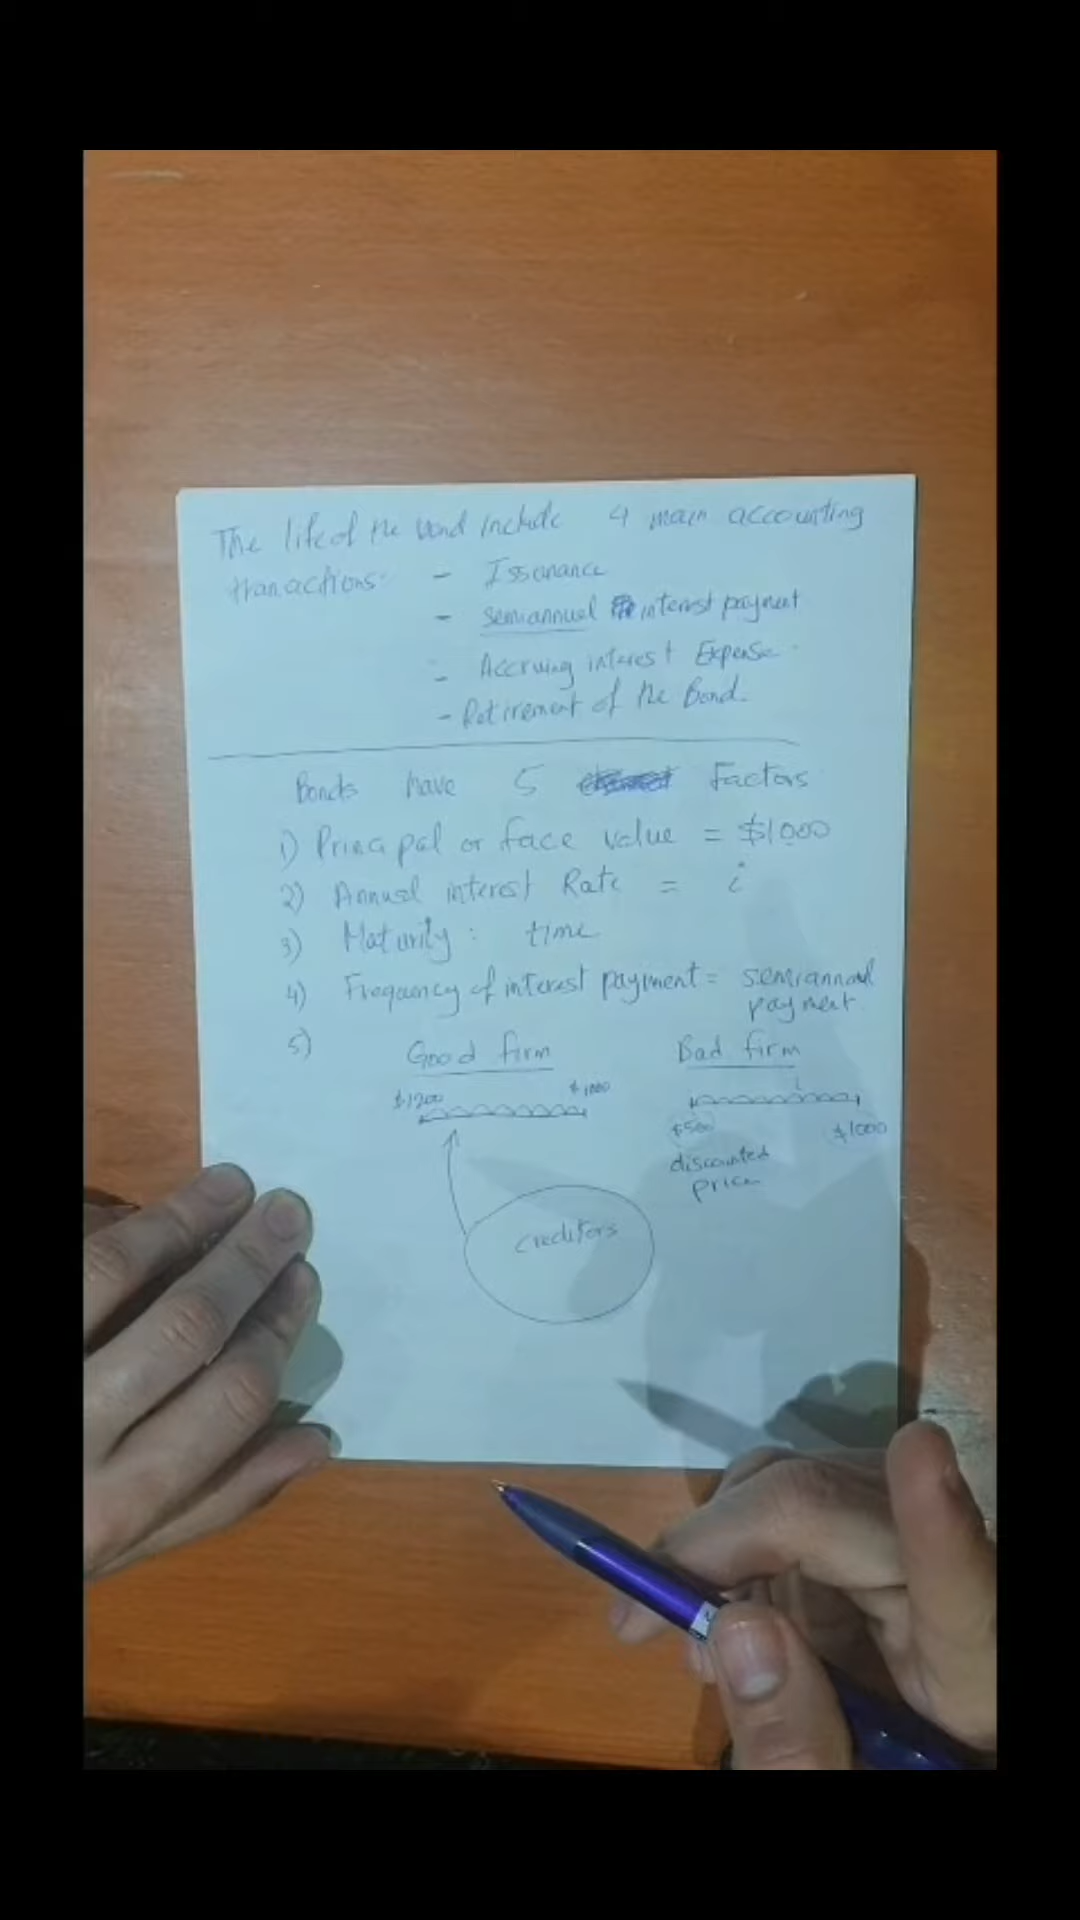 The life of the bond include 4 main accounting
tranactions:
- Issuance
- semiannual interest payment
- Accruing interest Expense.
- Retirement of the Bond.
Bonds have 5 Factors
1) Principal or face value = $1000
2) Annual interest Rate = i
3) Maturity: time
4) Frequency of interest payment = semiannual
payment
5)
Good firm
Bad firm
$1200
$1000
i
$500
$1000
discounted
price
creditors